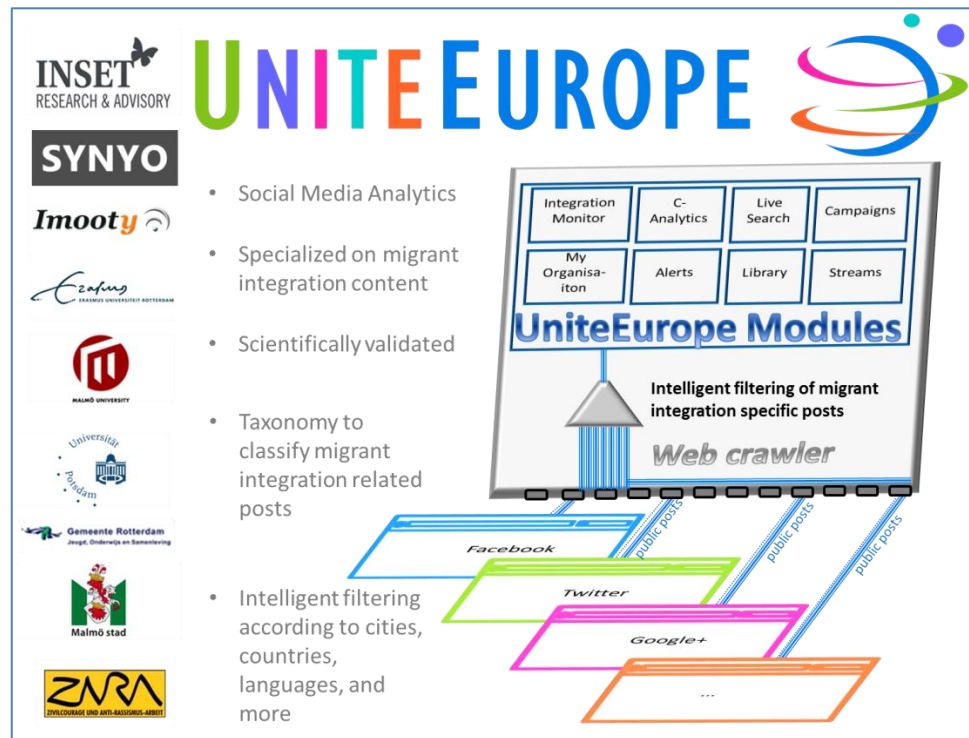 INSET
RESEARCH & ADVISORY
SYNYO
Imooty
Erasmus
ERASMUS UNIVERSITEIT ROTTERDAM
MALMÖ UNIVERSITY
Universität
Potsdam
Gemeente Rotterdam
Jeugd, Onderwijs en Samenleving
Malmö stad
ZARA
ZIVILCOURAGE UND ANTI-RASSISMUS-ARBEIT
UNITEEUROPE
• Social Media Analytics
• Specialized on migrant
integration content
• Scientifically validated
• Taxonomy to
classify migrant
integration related
posts
• Intelligent filtering
according to cities,
countries,
languages, and
more
Integration
Monitor
C-
Analytics
Live
Search
Campaigns
My
Organisa-
iton
Alerts
Library
Streams
UniteEurope Modules
Intelligent filtering of migrant
integration specific posts
Web crawler
public posts
public posts
public posts
Facebook
Twitter
Google+
...